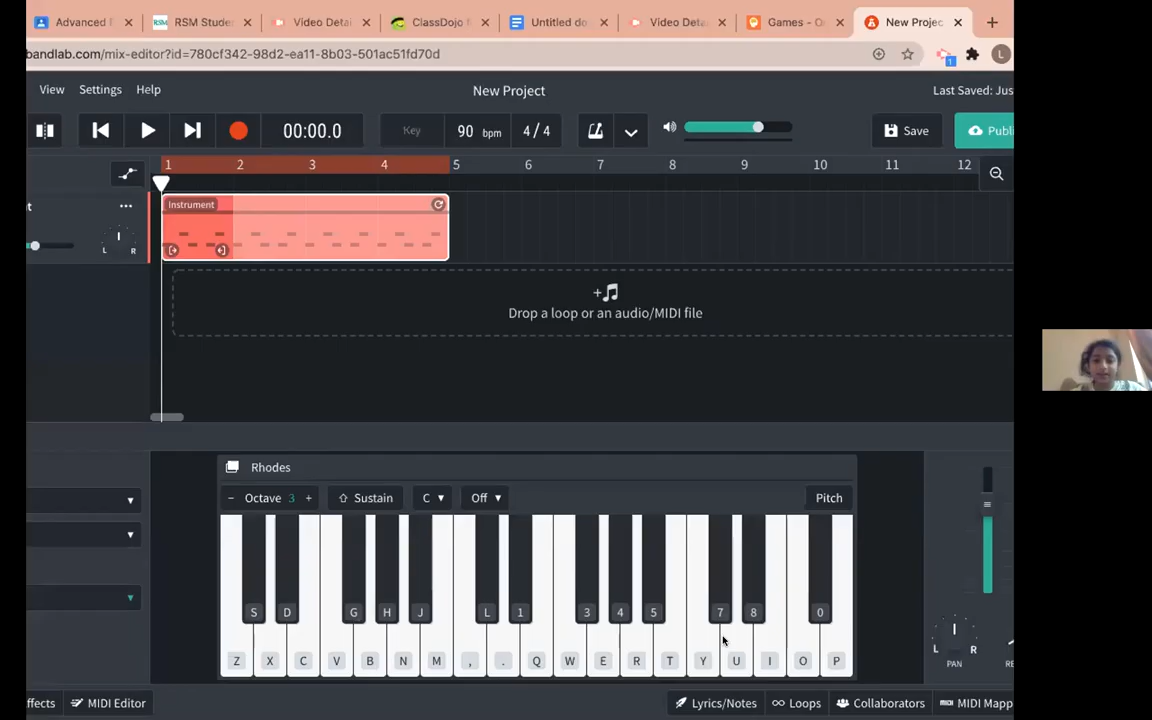 Advanced
RSM Stude
Video Deta
ClassDojo
Untitled do
Video Deta
Games -
New Projec
bandlab.com/mix-editor?id=780cf342-98d2-ea11-8b03-501ac51fd70d
1
L
View
Settings
Help
New Project
Last Saved: Jus
00:00.0
Key
90 bpm
4 / 4
Save
Publi
1 2 3 4 5 6 7 8 9 10 11 12
Instrument
L R
Drop a loop or an audio/MIDI file
Rhodes
− Octave 3 +
Sustain
C
Off
Pitch
S D G H J L 1 3 4 5 7 8 0
Z X C V B N M , . Q W E R T Y U I O P
L R
PAN
RE
ffects
MIDI Editor
Lyrics/Notes
Loops
Collaborators
MIDI Mapp